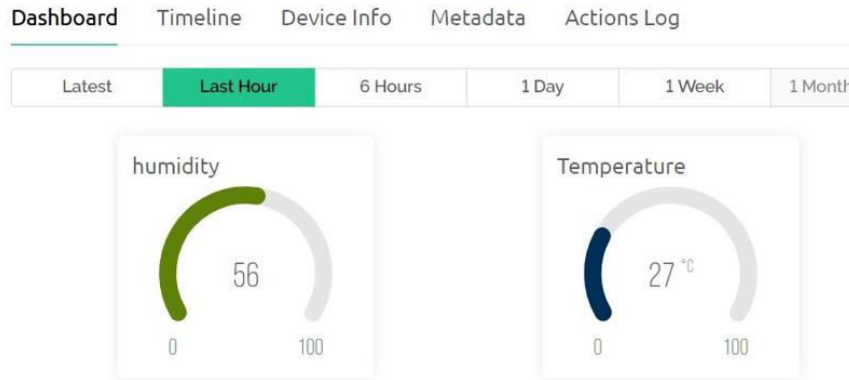 Dashboard Timeline Device Info Metadata Actions Log
Latest Last Hour 6 Hours 1 Day 1 Week 1 Month
humidity Temperature
56 27 °C
0 100 0 100